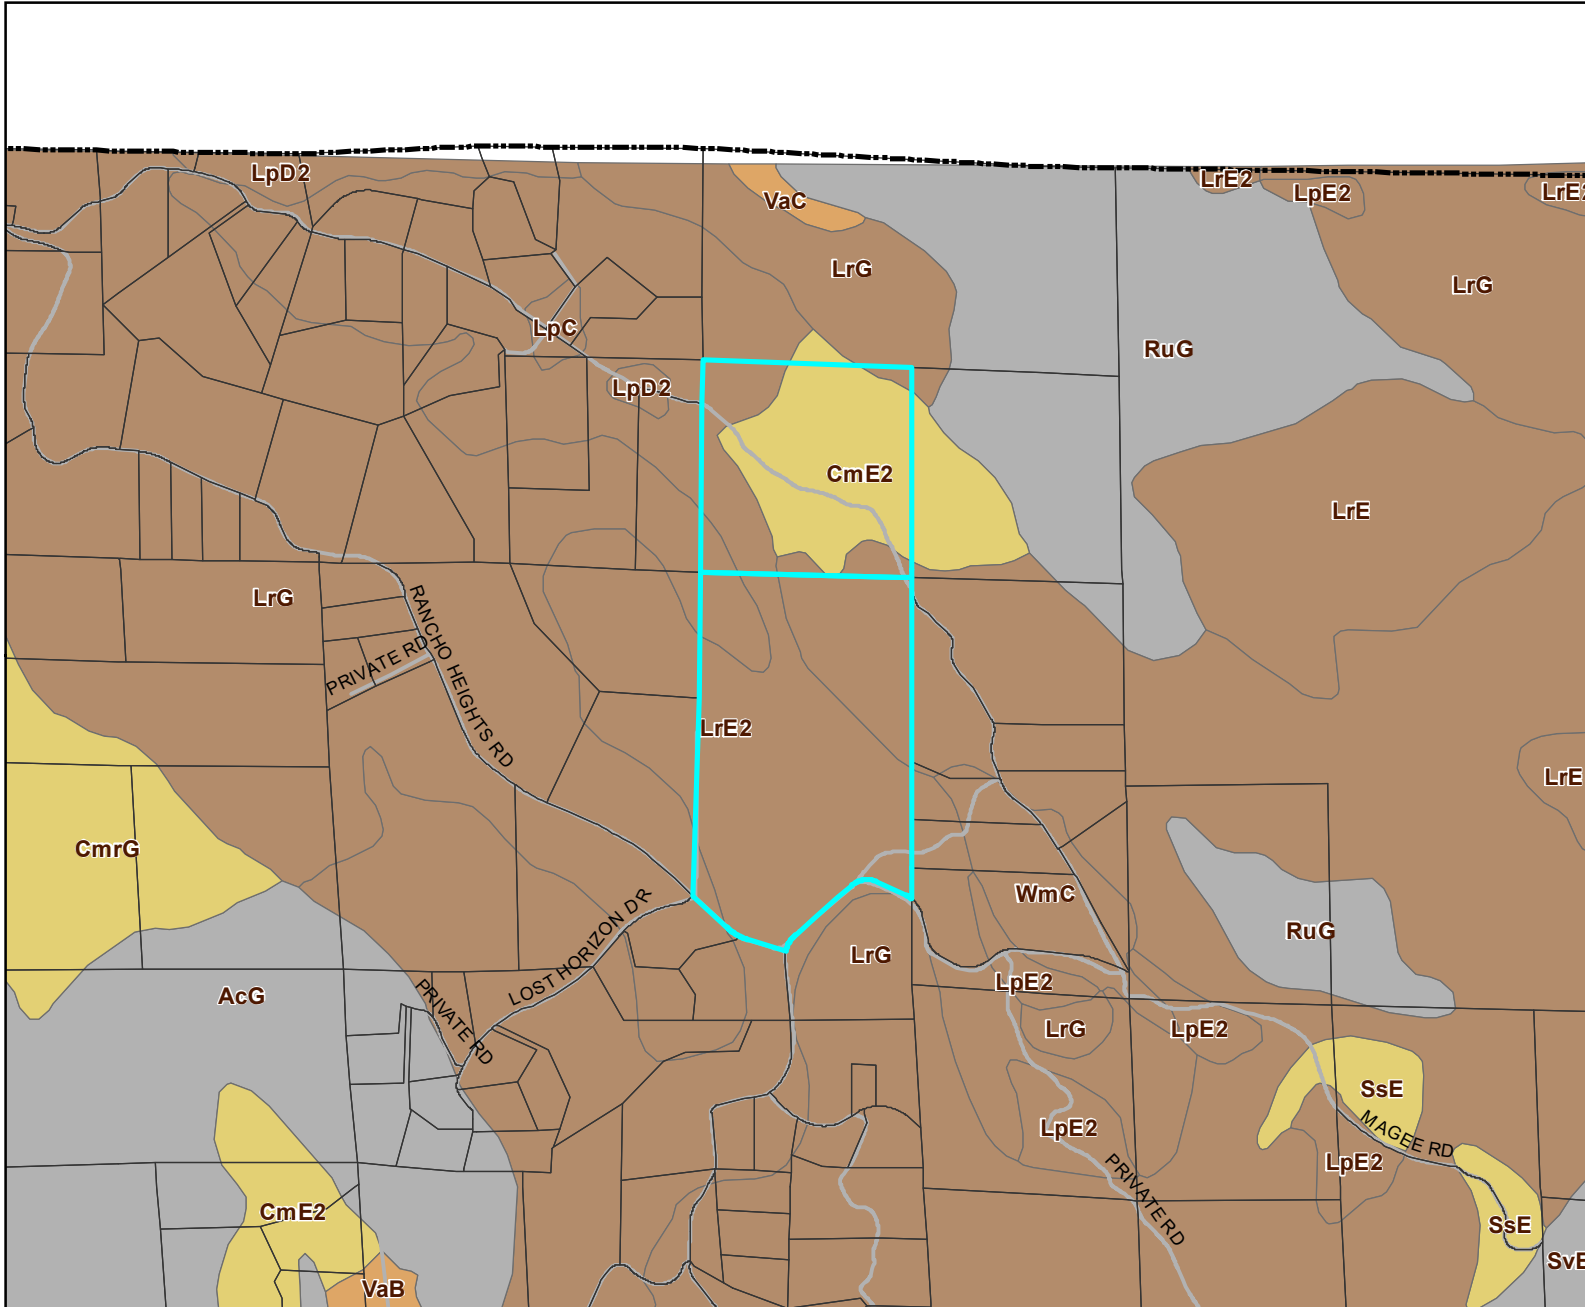 LpD2
LrE2
LpE2
LrE2
VaC
LrG
LrG
LpC
RuG
LpD2
CmE2
LrE
LrG
RANCHO HEIGHTS RD
PRIVATE RD
LrE2
LrE
CmrG
WmC
LOST HORIZON DR
RuG
LrG
LpE2
AcG
PRIVATE RD
LrG
LpE2
SsE
MAGEE RD
LpE2
LpE2
PRIVATE RD
CmE2
SsE
SvE
VaB